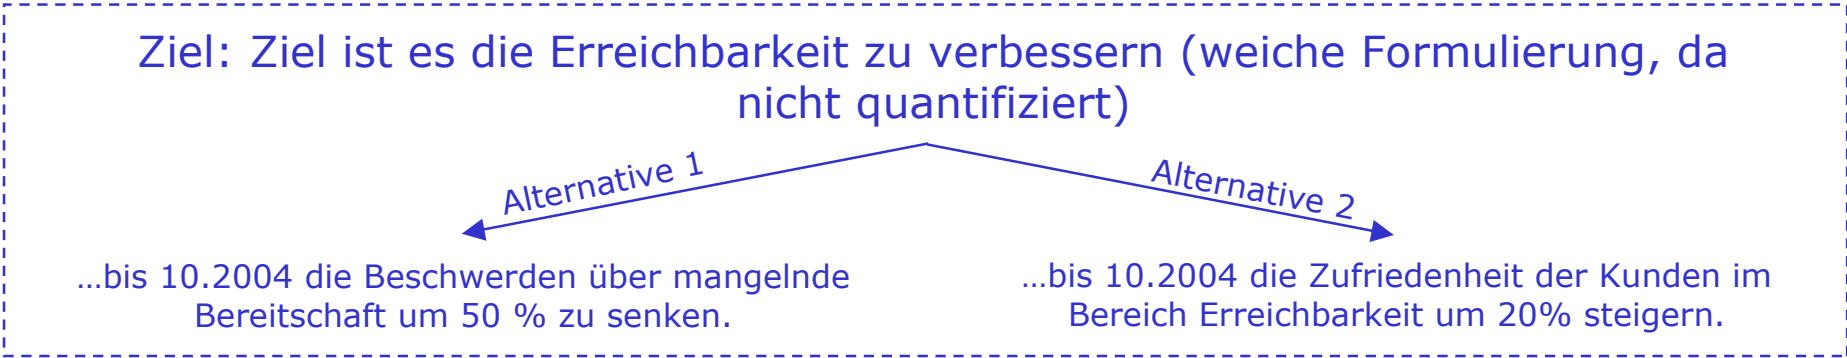 Ziel: Ziel ist es die Erreichbarkeit zu verbessern (weiche Formulierung, da
nicht quantifiziert)
Alternative 1
Alternative 2
…bis 10.2004 die Beschwerden über mangelnde
Bereitschaft um 50 % zu senken.
…bis 10.2004 die Zufriedenheit der Kunden im
Bereich Erreichbarkeit um 20% steigern.